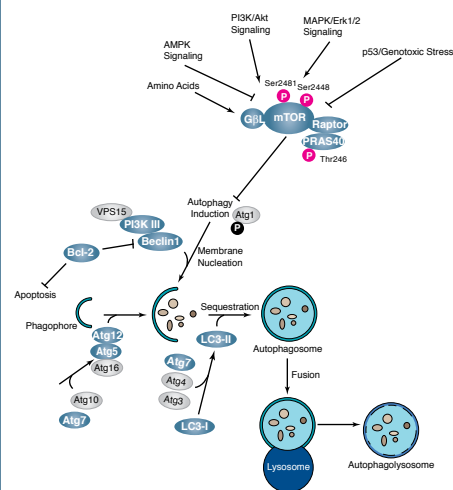 PI3K/Akt
Signaling
MAPK/Erk1/2
Signaling
AMPK
Signaling
p53/Genotoxic Stress
Amino Acids
Ser2481
Ser2448
P
P
GβL
mTOR
Raptor
PRAS40
P
Thr246
Autophagy
Induction
Atg1
P
VPS15
PI3K III
Beclin1
Bcl-2
Membrane
Nucleation
Apoptosis
Phagophore
Sequestration
Atg12
Atg5
Atg16
LC3-II
Autophagosome
Atg7
Atg4
Atg3
Atg10
Atg7
LC3-I
Fusion
Lysosome
Autophagolysosome